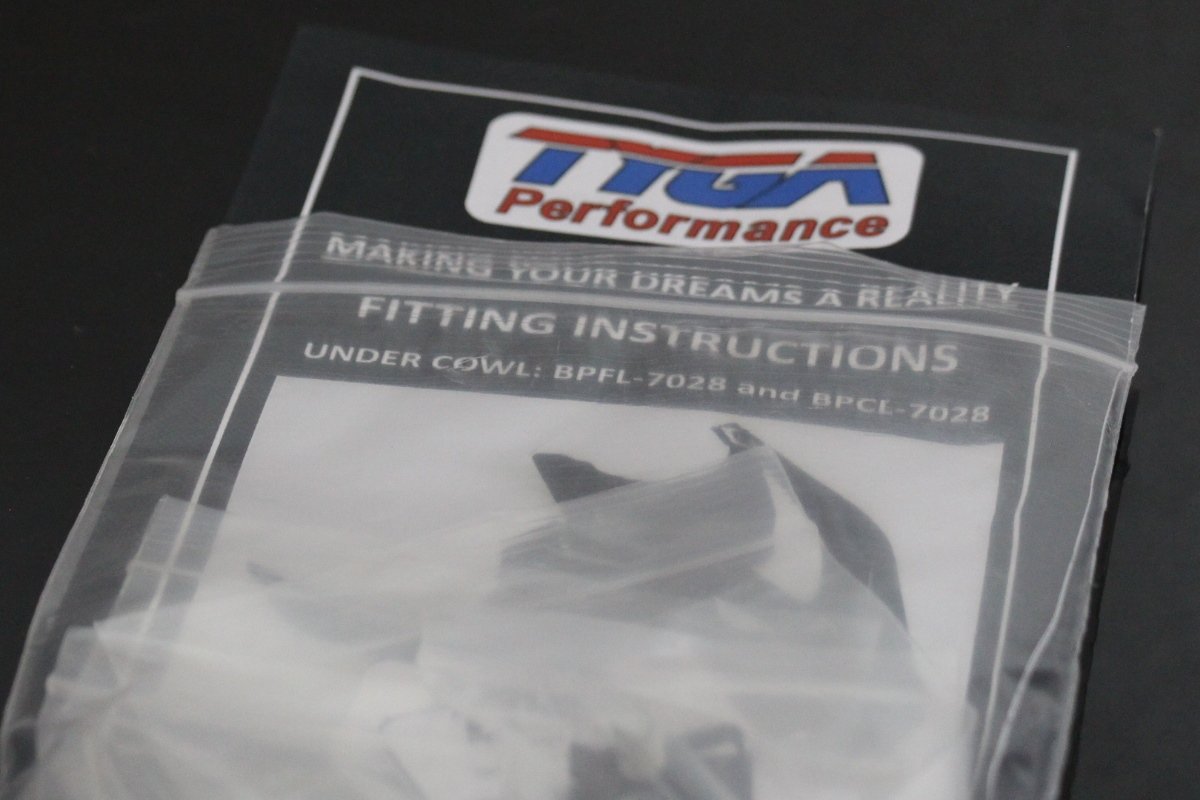 TYGA
Performance
MAKING YOUR DREAMS A REALITY
FITTING INSTRUCTIONS
UNDER COWL: BPFL-7028 and BPCL-7028